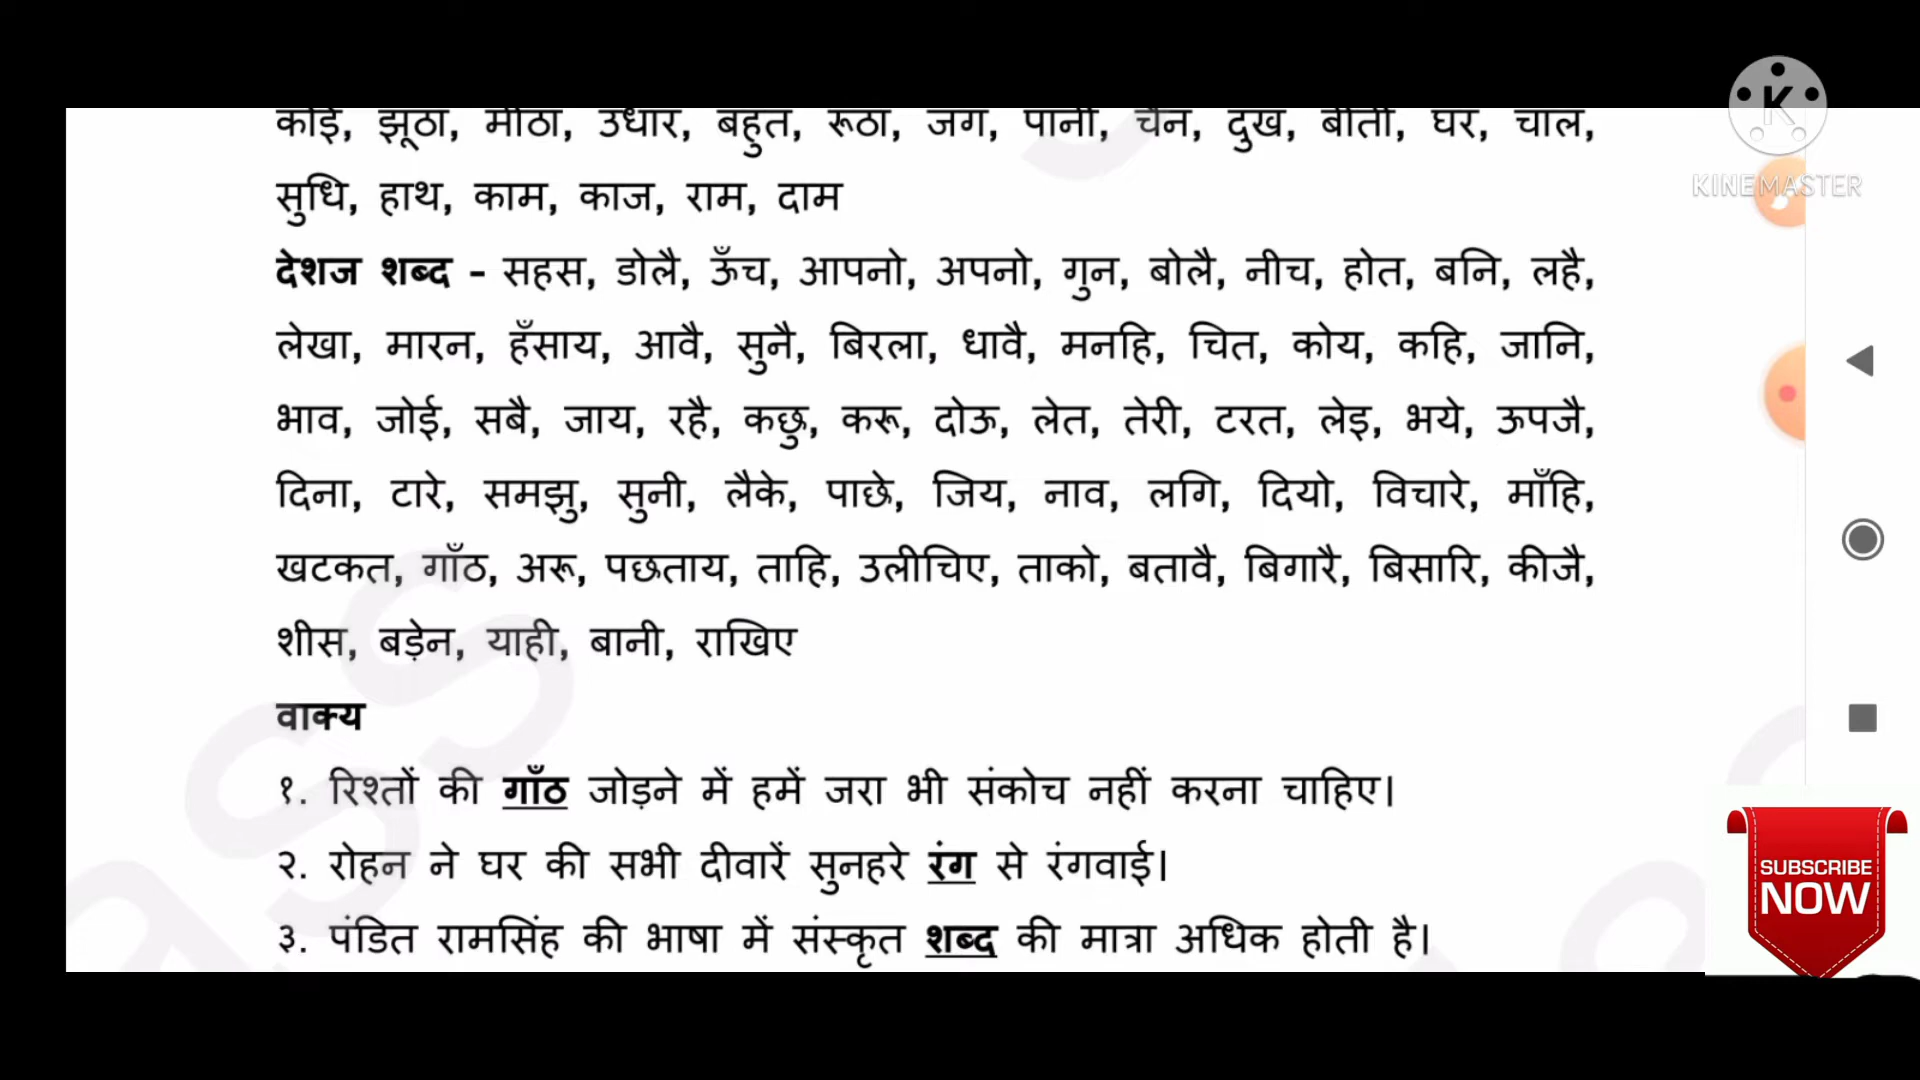 कोई, झूठा, मीठा, उधार, बहुत, रूठा, जग, पानी, चैन, दुख, बीती, घर, चाल,
सुधि, हाथ, काम, काज, राम, दाम
देशज शब्द – सहस, डोलै, ऊँच, आपनो, अपनो, गुन, बोलै, नीच, होत, बनि, लहै,
लेखा, मारन, हँसाय, आवै, सुनै, बिरला, धावै, मनहि, चित, कोय, कहि, जानि,
भाव, जोई, सबै, जाय, रहै, कछु, करू, दोऊ, लेत, तेरी, टरत, लेइ, भये, ऊपजै,
दिना, टारे, समझु, सुनी, लैके, पाछे, जिय, नाव, लगि, दियो, विचारे, माँहि,
खटकत, गाँठ, अरू, पछताय, ताहि, उलीचिए, ताको, बतावै, बिगारै, बिसारि, कीजै,
शीस, बड़ेन, याही, बानी, राखिए
वाक्य
१. रिश्तों की गाँठ जोड़ने में हमें जरा भी संकोच नहीं करना चाहिए।
२. रोहन ने घर की सभी दीवारें सुनहरे रंग से रंगवाई।
३. पंडित रामसिंह की भाषा में संस्कृत शब्द की मात्रा अधिक होती है।
K
KINEMASTER
SUBSCRIBE
NOW